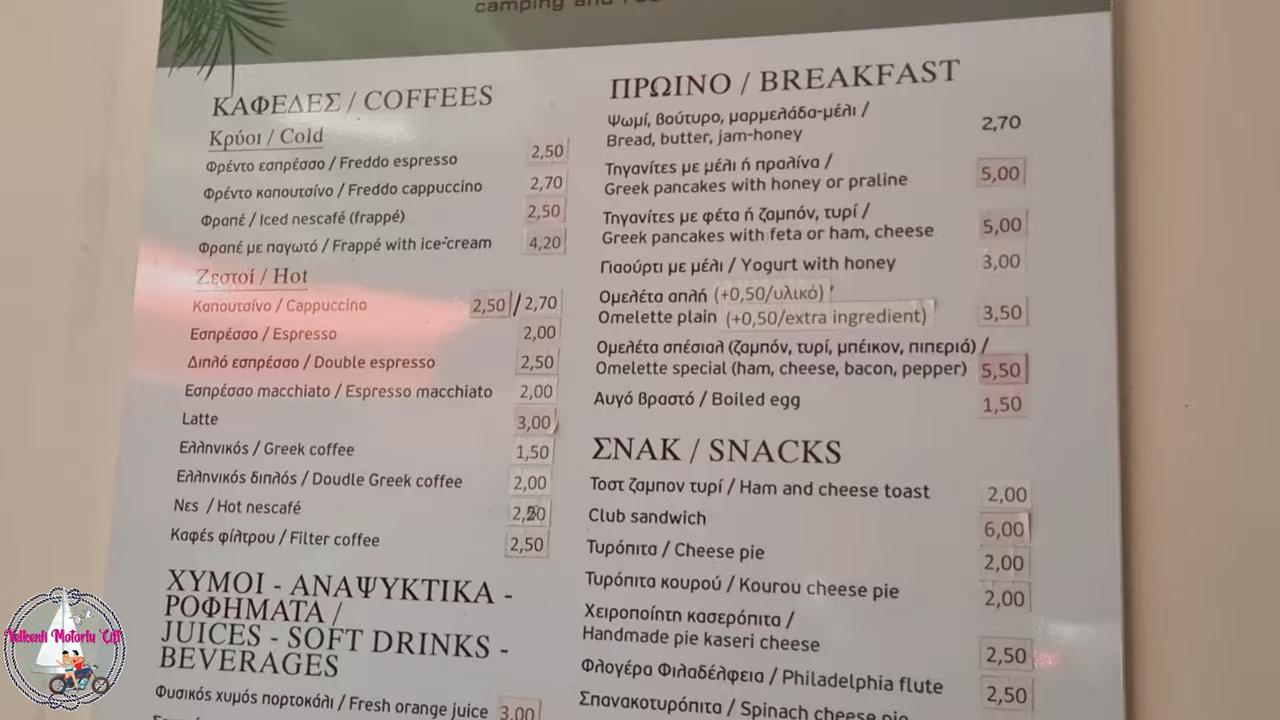 camping and
ΚΑΦΕΔΕΣ / COFFEES
Κρύοι / Cold
Φρέντο εσπρέσσο / Freddo espresso 2,50
Φρέντο καπουτσίνο / Freddo cappuccino 2,70
Φραπέ / Iced nescafé (frappé) 2,50
Φραπέ με παγωτό / Frappé with ice-cream 4,20
Ζεστοί / Hot
Καπουτσίνο / Cappuccino 2,50 / 2,70
Εσπρέσσο / Espresso 2,00
Διπλό εσπρέσσο / Double espresso 2,50
Εσπρέσσο macchiato / Espresso macchiato 2,00
Latte 3,00
Ελληνικός / Greek coffee 1,50
Ελληνικός διπλός / Doudle Greek coffee 2,00
Νες / Hot nescafé
Καφές φίλτρου / Filter coffee 2,50
ΧΥΜΟΙ - ΑΝΑΨΥΚΤΙΚΑ -
ΡΟΦΗΜΑΤΑ /
JUICES - SOFT DRINKS -
BEVERAGES
Φυσικός χυμός πορτοκάλι / Fresh orange juice 3,00
ΠΡΩΙΝΟ / BREAKFAST
Ψωμί, βούτυρο, μαρμελάδα-μέλι /
Bread, butter, jam-honey 2,70
Τηγανίτες με μέλι ή πραλίνα /
Greek pancakes with honey or praline 5,00
Τηγανίτες με φέτα ή ζαμπόν, τυρί /
Greek pancakes with feta or ham, cheese 5,00
Γιαούρτι με μέλι / Yogurt with honey 3,00
Ομελέτα απλή (+0,50/υλικό)
Omelette plain (+0,50/extra ingredient) 3,50
Ομελέτα σπέσιαλ (ζαμπόν, τυρί, μπέικον, πιπεριά) /
Omelette special (ham, cheese, bacon, pepper) 5,50
Αυγό βραστό / Boiled egg 1,50
ΣΝΑΚ / SNACKS
Τοστ ζαμπον τυρί / Ham and cheese toast 2,00
Club sandwich 6,00
Τυρόπιτα / Cheese pie 2,00
Τυρόπιτα κουρού / Kourou cheese pie 2,00
Χειροποίητη κασερόπιτα /
Handmade pie kaseri cheese 2,50
Φλογέρα Φιλαδέλφεια / Philadelphia flute 2,50
Σπανακοτυρόπιτα / Spinach cheese pie
Yelkenli Motorlu Çift